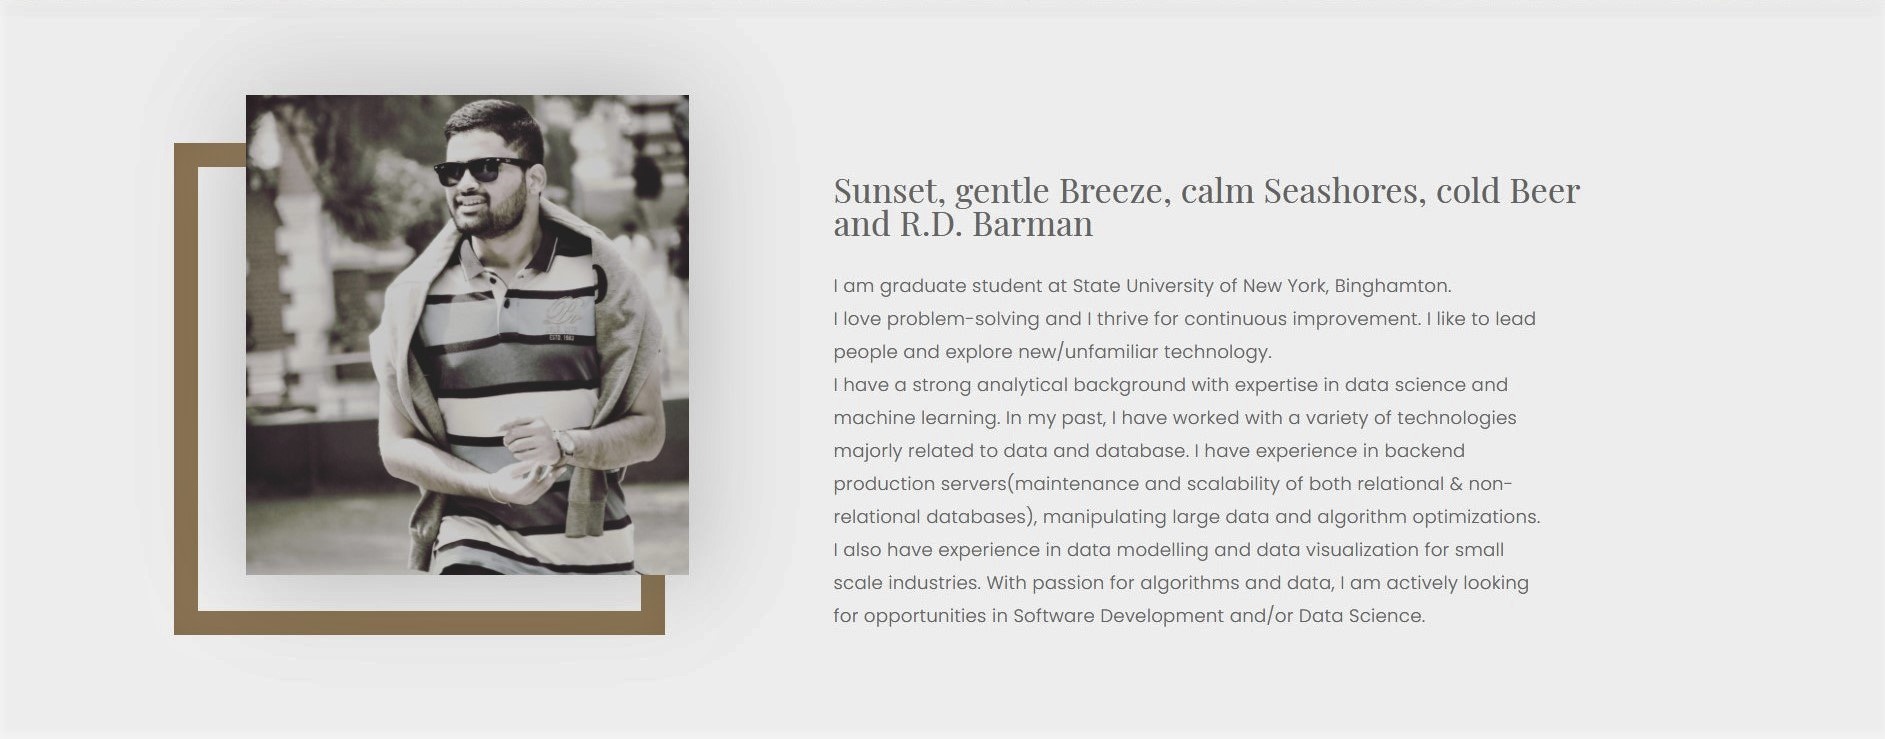 Sunset, gentle Breeze, calm Seashores, cold Beer
and R.D. Barman
I am graduate student at State University of New York, Binghamton.
I love problem-solving and I thrive for continuous improvement. I like to lead
people and explore new/unfamiliar technology.
I have a strong analytical background with expertise in data science and
machine learning. In my past, I have worked with a variety of technologies
majorly related to data and database. I have experience in backend
production servers(maintenance and scalability of both relational & non-
relational databases), manipulating large data and algorithm optimizations.
I also have experience in data modelling and data visualization for small
scale industries. With passion for algorithms and data, I am actively looking
for opportunities in Software Development and/or Data Science.